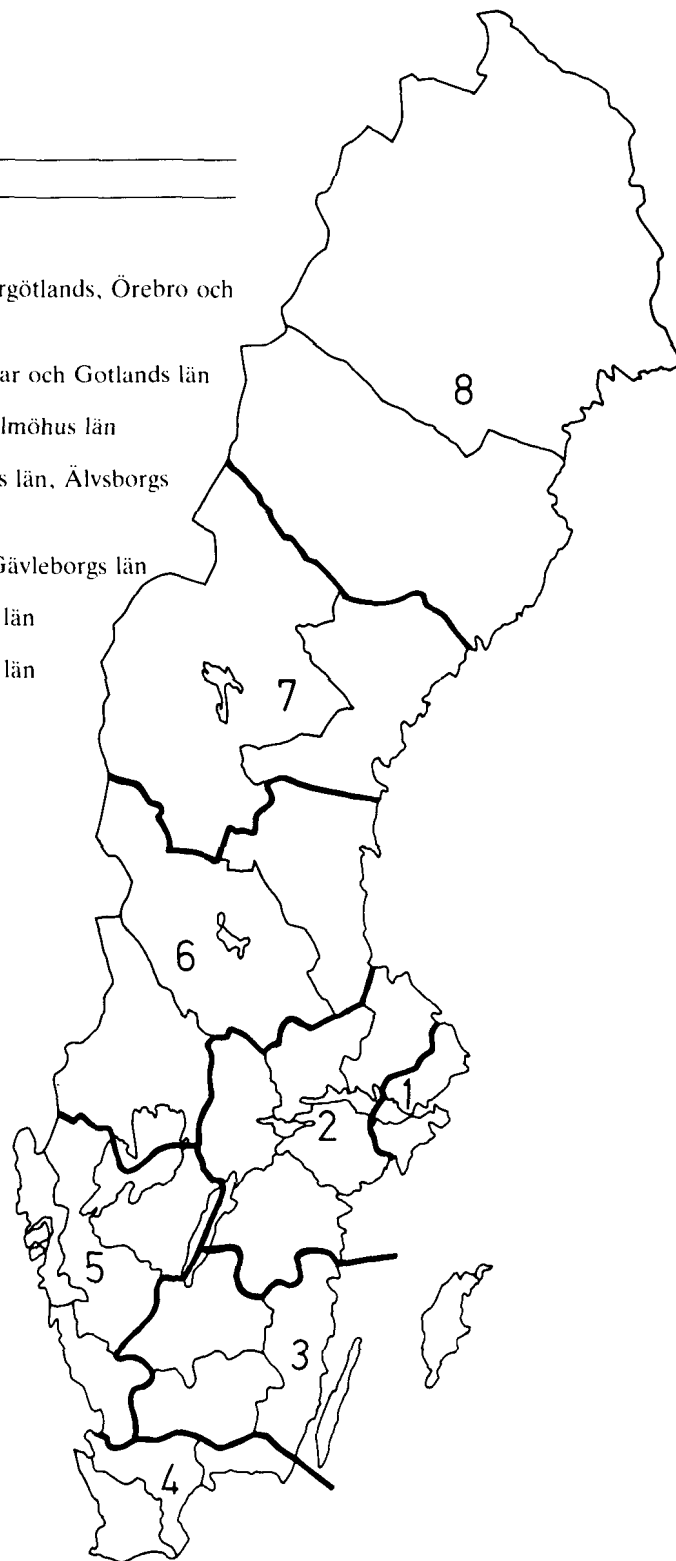 rgötlands, Örebro och
ar och Gotlands län
lmöhus län
s län, Älvsborgs
Gävleborgs län
län
län
8
7
6
1
2
5
3
4